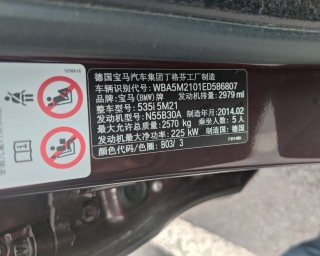 德国宝马汽车集团丁格芬工厂制造
车辆识别代号: WBA5M2101ED586807
品牌: 宝马(BMW)牌 发动机排量: 2979 ml
整车型号: 535i 5M21
发动机型号: N55B30A 制造年月: 2014.02
最大允许总质量: 2570 kg 乘坐人数: 5 人
发动机最大净功率: 225 kW 制造国: 德国
颜色代码/色圈: B03/ 3